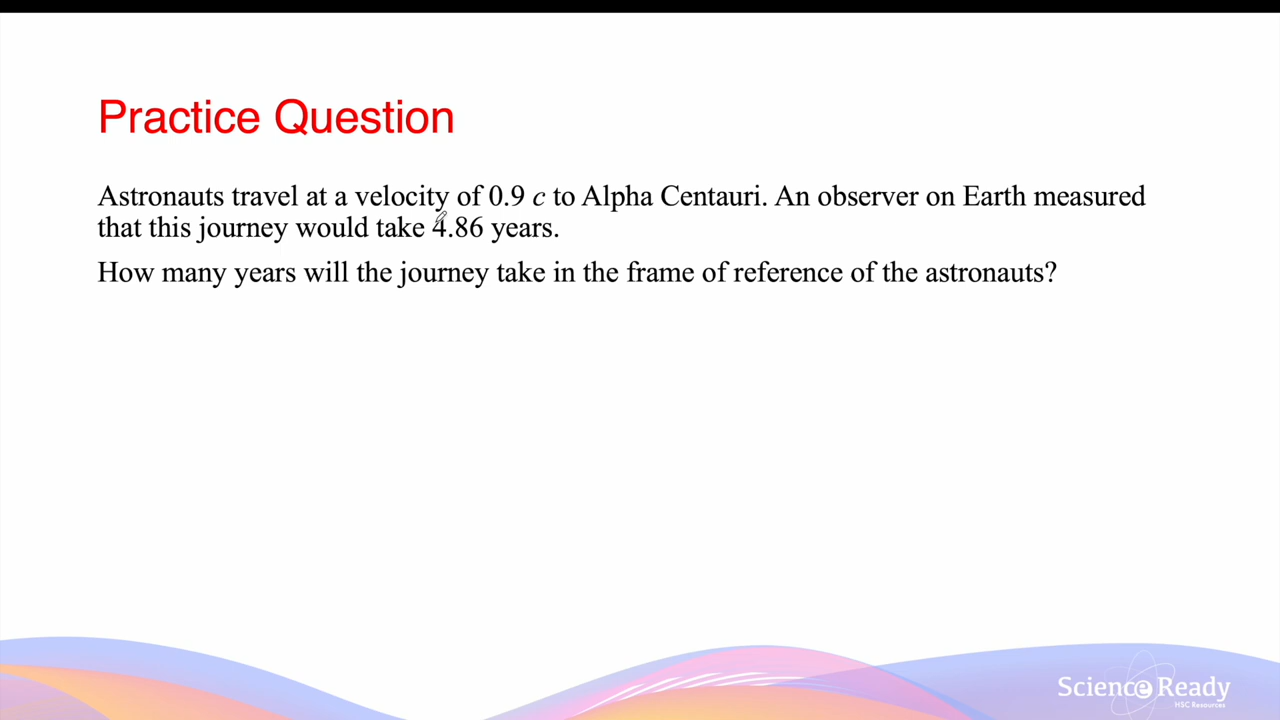 Practice Question
Astronauts travel at a velocity of 0.9 c to Alpha Centauri. An observer on Earth measured
that this journey would take 4.86 years.
How many years will the journey take in the frame of reference of the astronauts?
Science Ready
HSC Resources